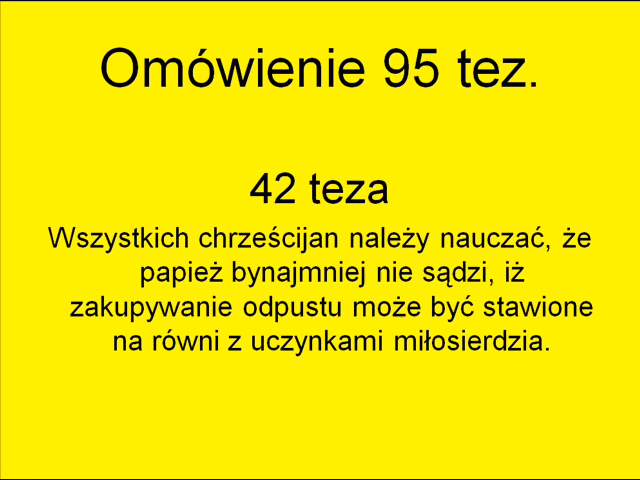 Omówienie 95 tez.
42 teza
Wszystkich chrześcijan należy nauczać, że
papież bynajmniej nie sądzi, iż
zakupywanie odpustu może być stawione
na równi z uczynkami miłosierdzia.